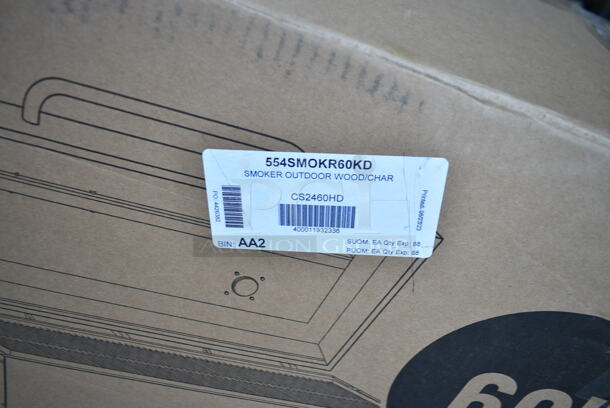 554SMOKR60KD
SMOKER OUTDOOR WOOD/CHAR
CS2460HD
400011932336
BIN: AA2
SUOM: EA Qty Exp: 88
PUOM: EA Qty Exp: 88